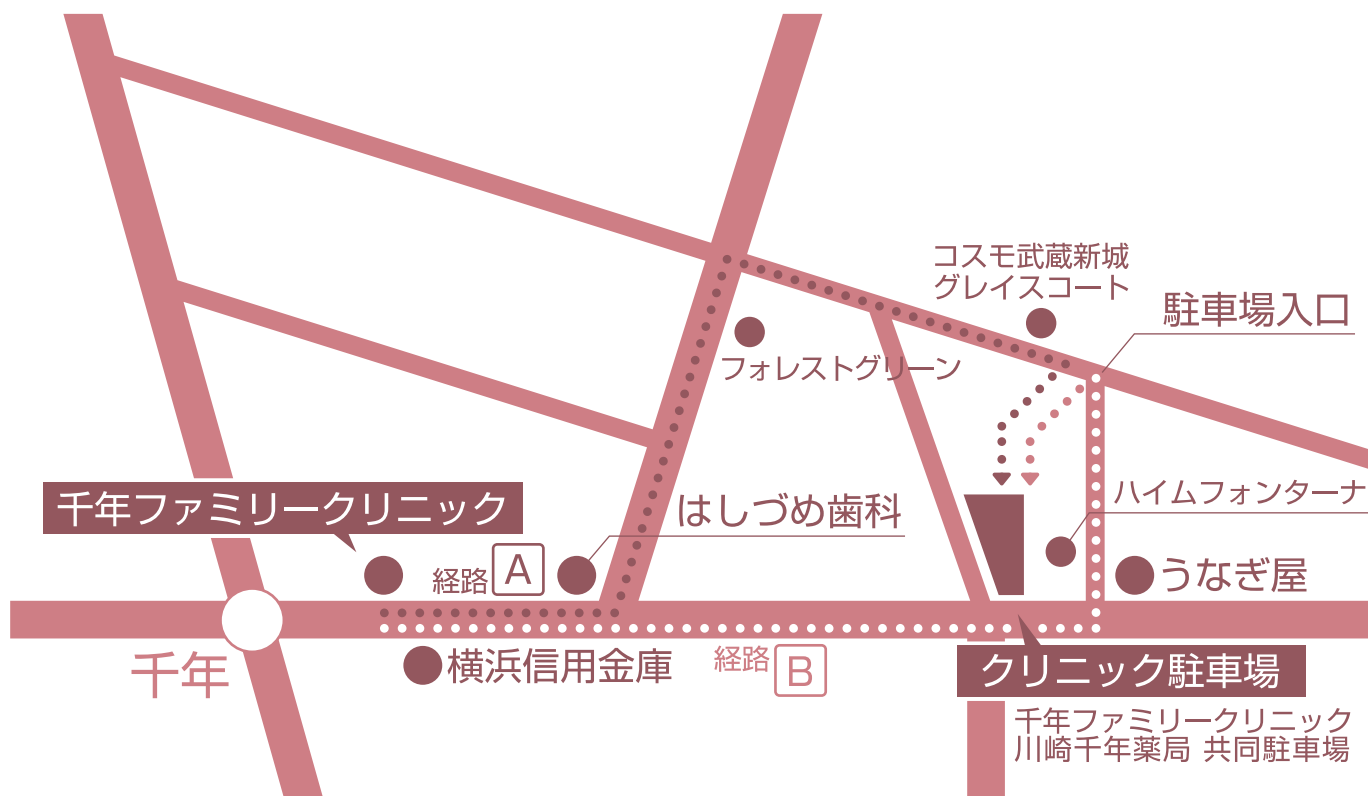 コスモ武蔵新城
グレイスコート
駐車場入口
フォレストグリーン
千年ファミリークリニック
はしづめ歯科
ハイムフォンターナ
経路 A
うなぎ屋
千年
横浜信用金庫
経路 B
クリニック駐車場
千年ファミリークリニック
川崎千年薬局 共同駐車場